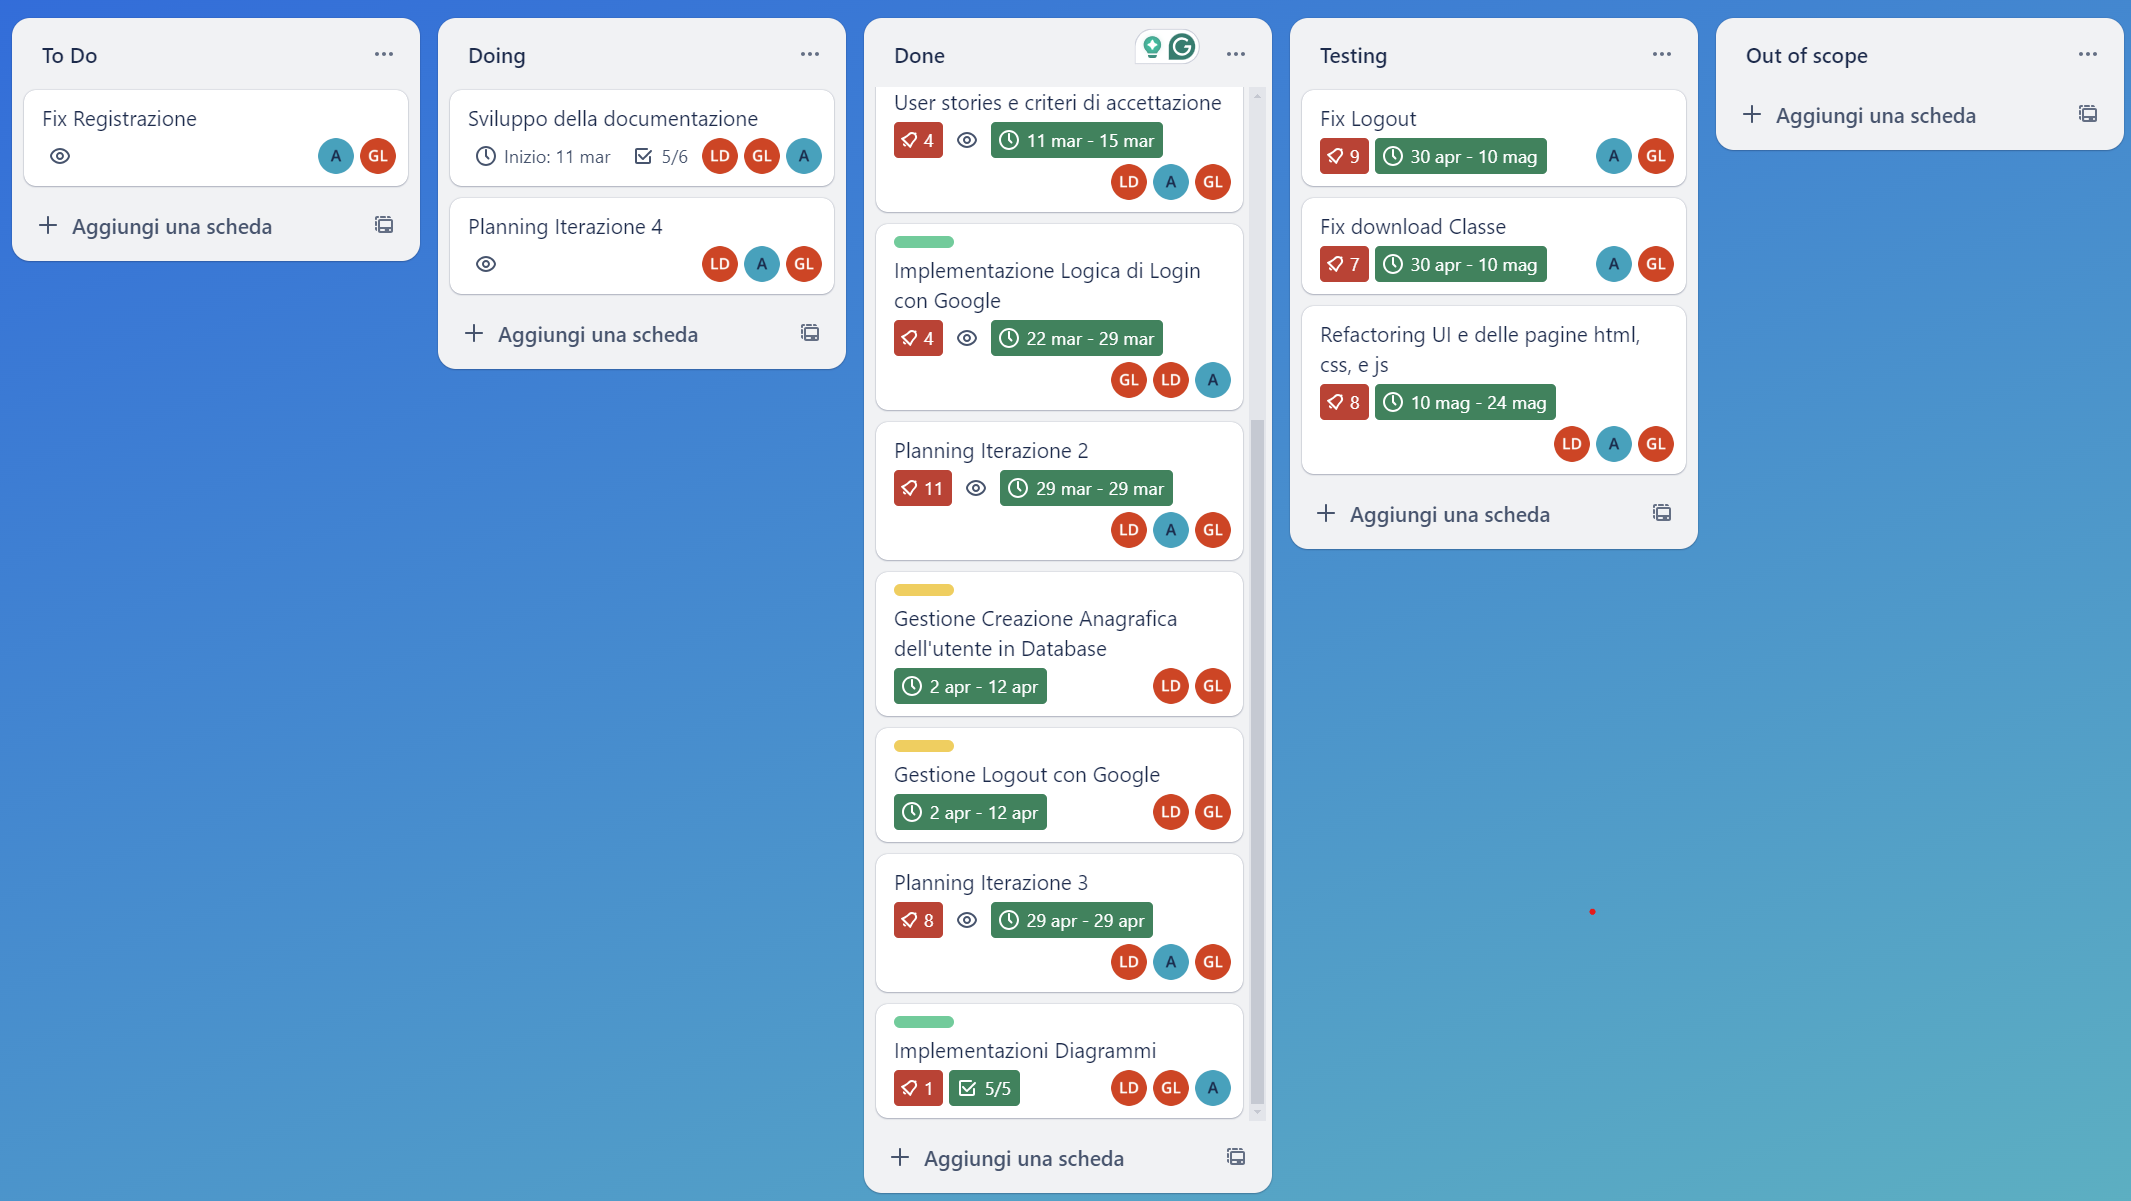 To Do
Fix Registrazione
A GL
Aggiungi una scheda
Doing
Sviluppo della documentazione
Inizio: 11 mar 5/6 LD GL A
Planning Iterazione 4
LD A GL
Aggiungi una scheda
Done
G
User stories e criteri di accettazione
4 11 mar - 15 mar
LD A GL
Implementazione Logica di Login
con Google
4 22 mar - 29 mar
GL LD A
Planning Iterazione 2
11 29 mar - 29 mar
LD A GL
Gestione Creazione Anagrafica
dell'utente in Database
2 apr - 12 apr LD GL
Gestione Logout con Google
2 apr - 12 apr LD GL
Planning Iterazione 3
8 29 apr - 29 apr
LD A GL
Implementazioni Diagrammi
1 5/5 LD GL A
Aggiungi una scheda
Testing
Fix Logout
9 30 apr - 10 mag A GL
Fix download Classe
7 30 apr - 10 mag A GL
Refactoring UI e delle pagine html,
css, e js
8 10 mag - 24 mag
LD A GL
Aggiungi una scheda
Out of scope
Aggiungi una scheda